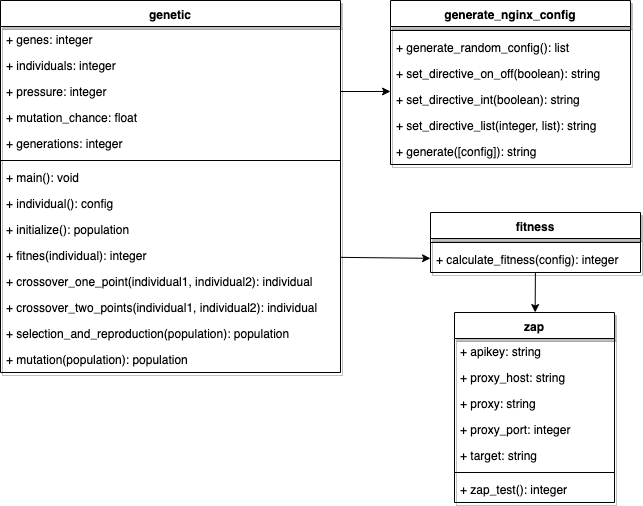 genetic
+ genes: integer
+ individuals: integer
+ pressure: integer
+ mutation_chance: float
+ generations: integer
+ main(): void
+ individual(): config
+ initialize(): population
+ fitnes(individual): integer
+ crossover_one_point(individual1, individual2): individual
+ crossover_two_points(individual1, individual2): individual
+ selection_and_reproduction(population): population
+ mutation(population): population
generate_nginx_config
+ generate_random_config(): list
+ set_directive_on_off(boolean): string
+ set_directive_int(boolean): string
+ set_directive_list(integer, list): string
+ generate([config]): string
fitness
+ calculate_fitness(config): integer
zap
+ apikey: string
+ proxy_host: string
+ proxy: string
+ proxy_port: integer
+ target: string
+ zap_test(): integer